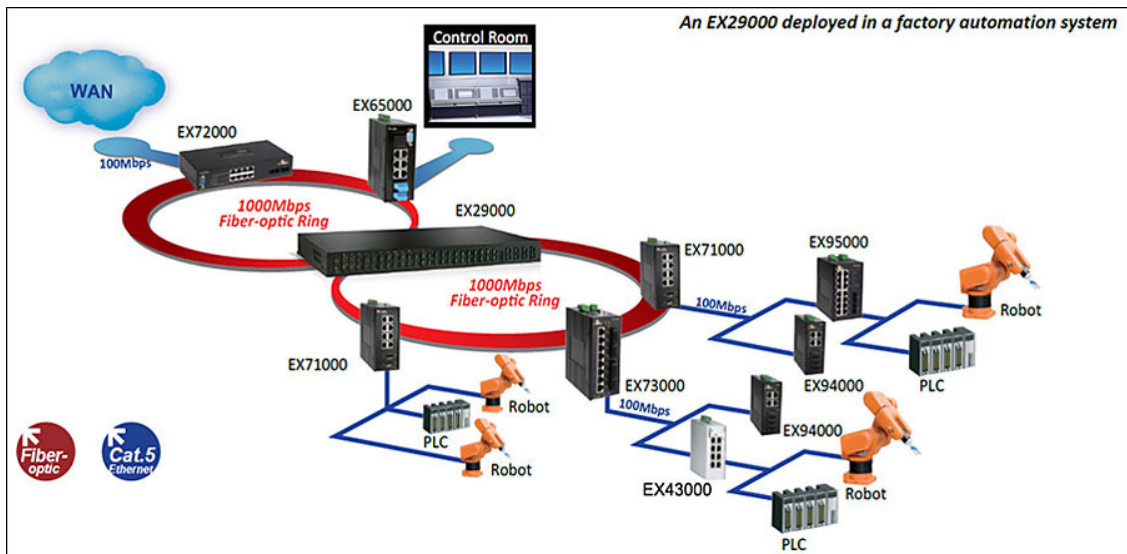 An EX29000 deployed in a factory automation system
Control Room
WAN
EX65000
EX72000
100Mbps
1000Mbps
Fiber-optic Ring
EX29000
1000Mbps
Fiber-optic Ring
EX71000
EX95000
100Mbps
Robot
EX94000
PLC
EX71000
EX73000
100Mbps
Robot
PLC
Robot
EX94000
EX43000
Robot
PLC
Fiber-
optic
Cat.5
Ethernet